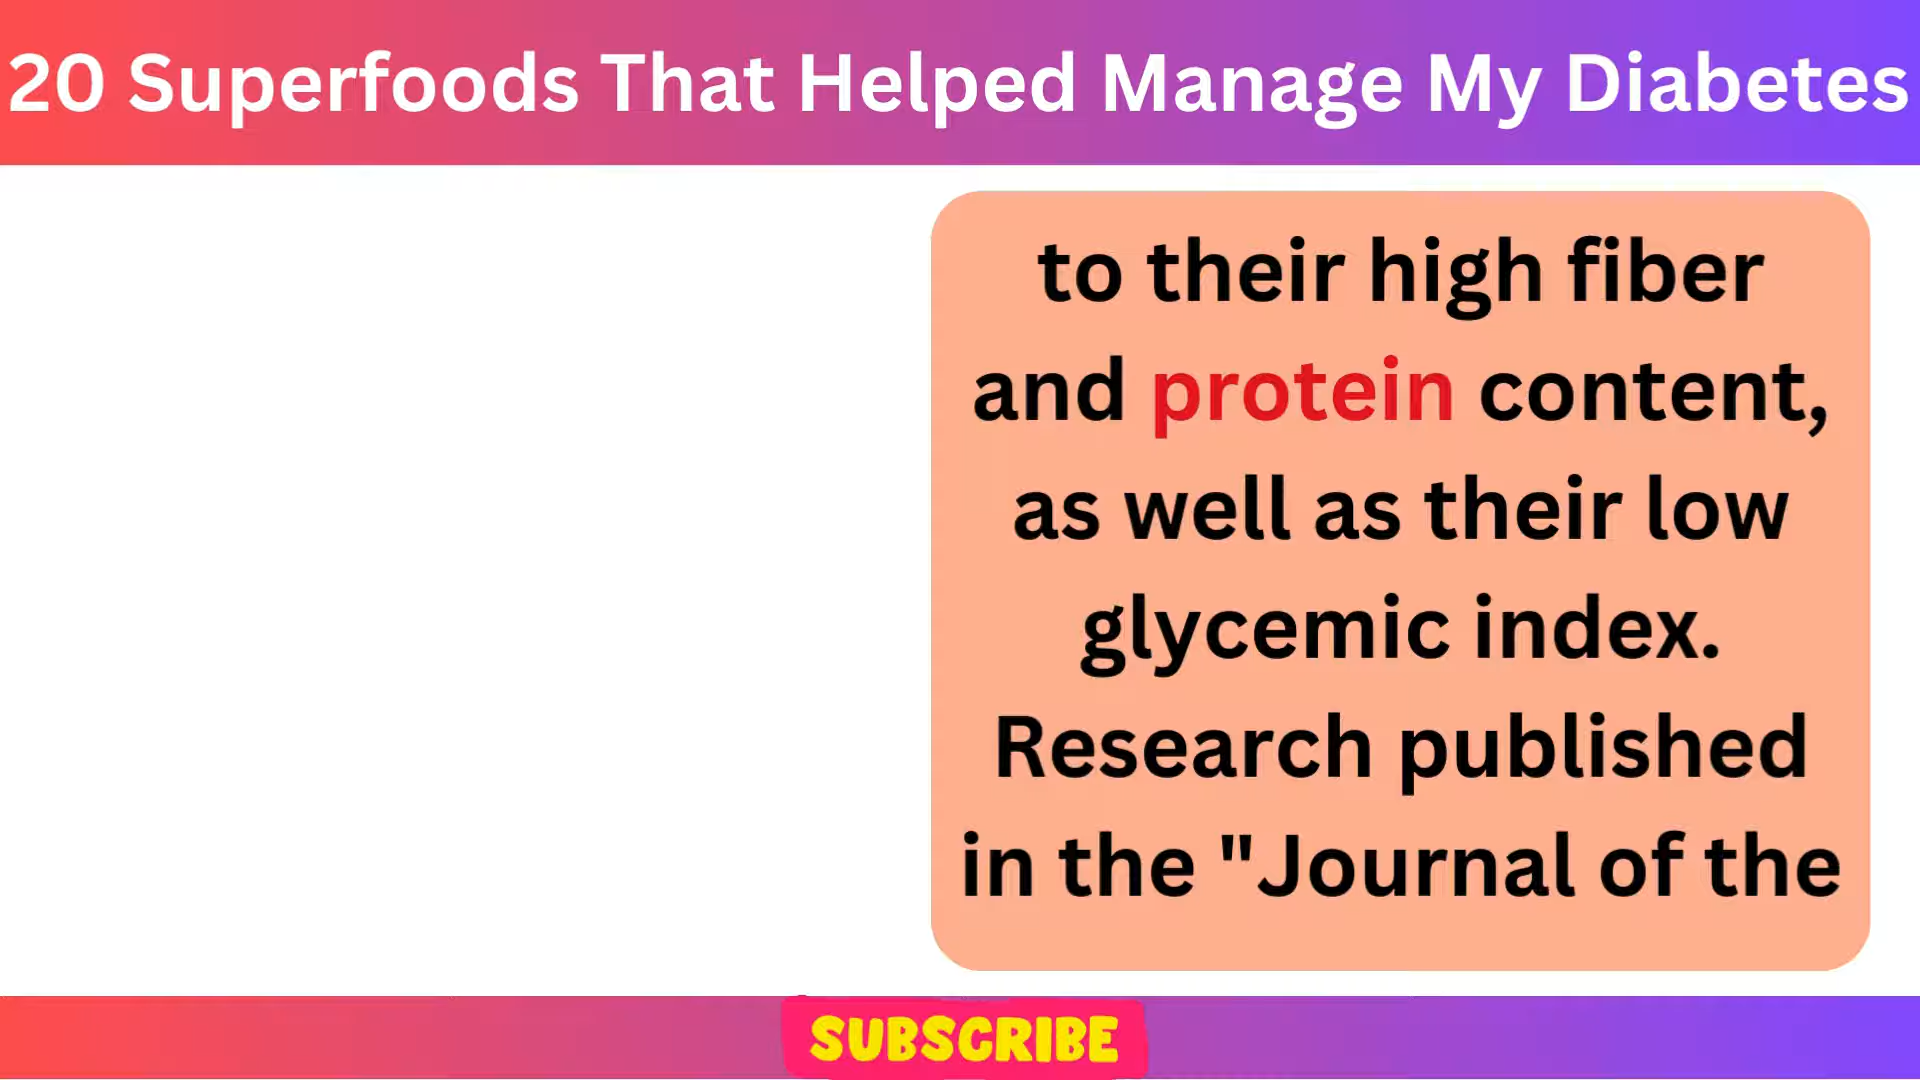 20 Superfoods That Helped Manage My Diabetes
to their high fiber
and protein content,
as well as their low
glycemic index.
Research published
in the "Journal of the
SUBSCRIBE